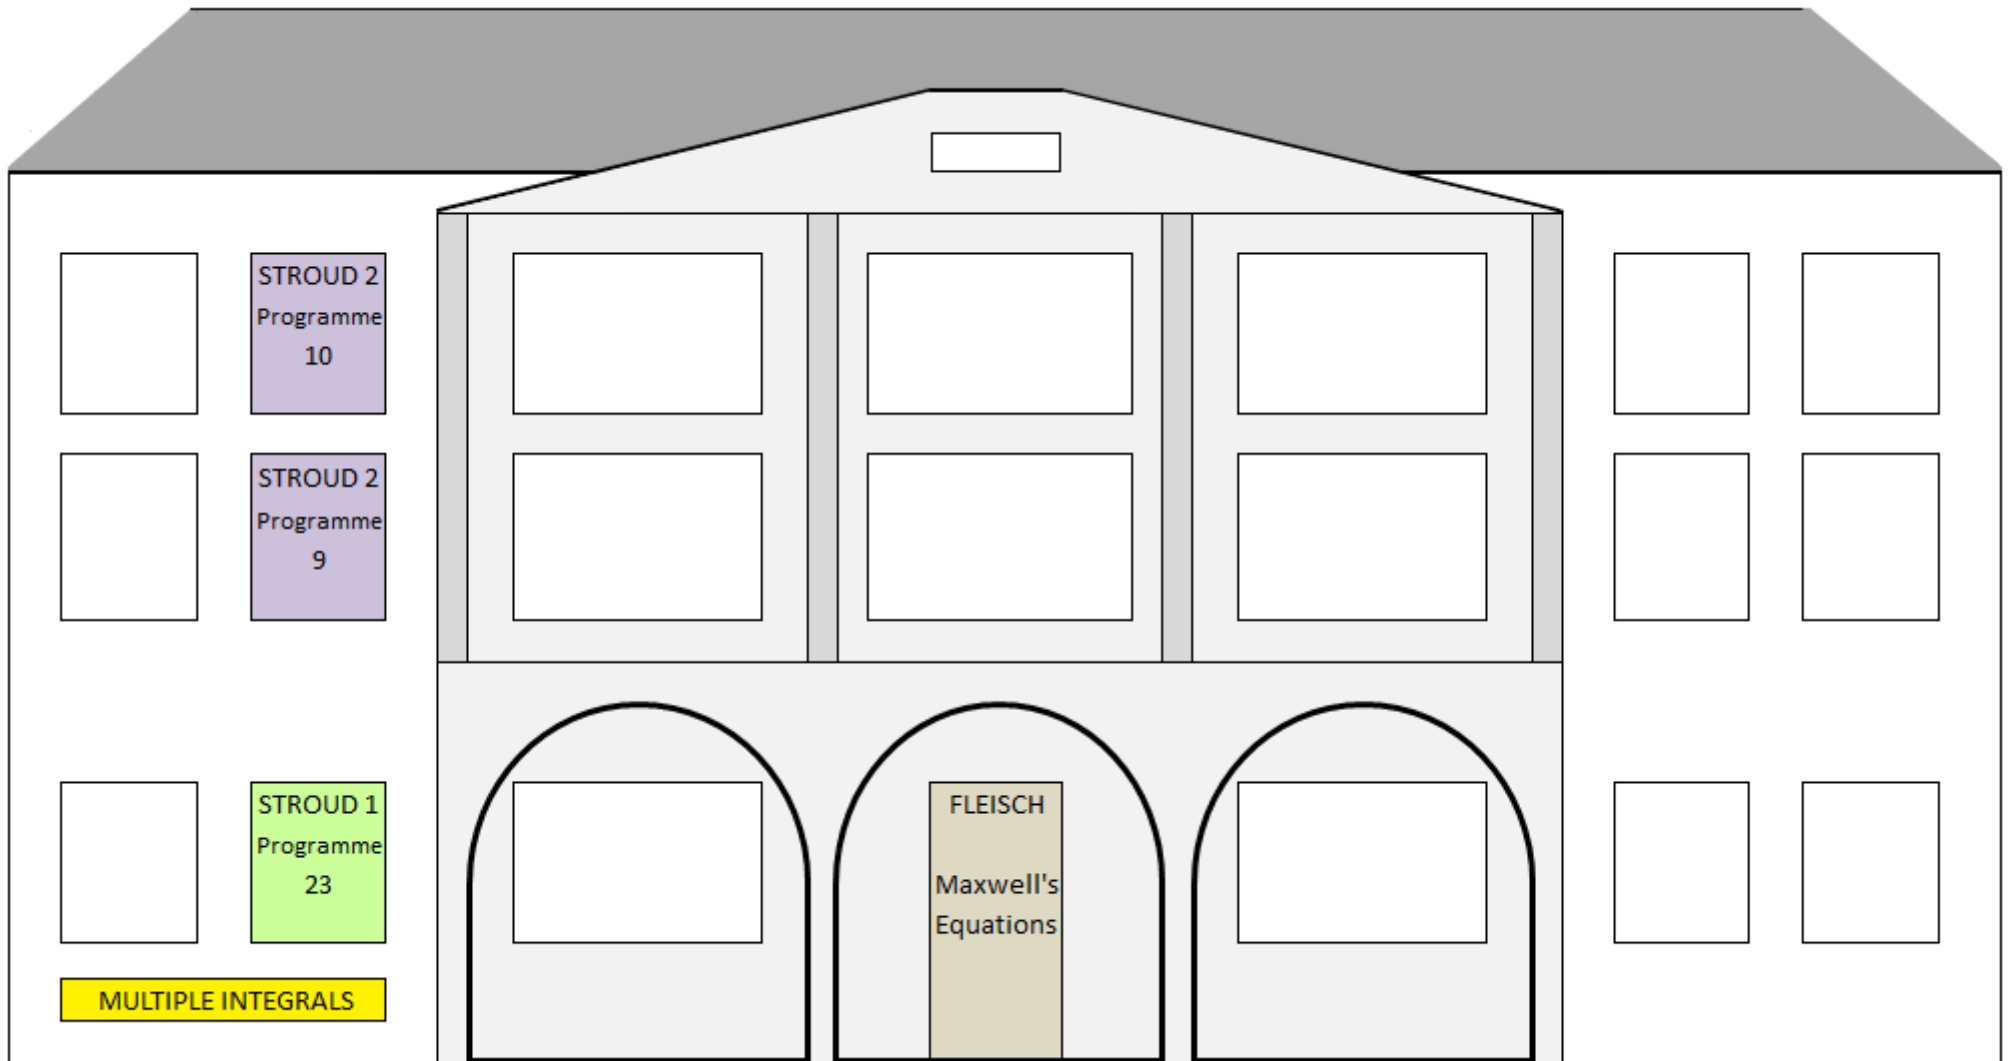 STROUD 2
Programme
10
STROUD 2
Programme
9
STROUD 1
Programme
23
MULTIPLE INTEGRALS
FLEISCH
Maxwell's
Equations